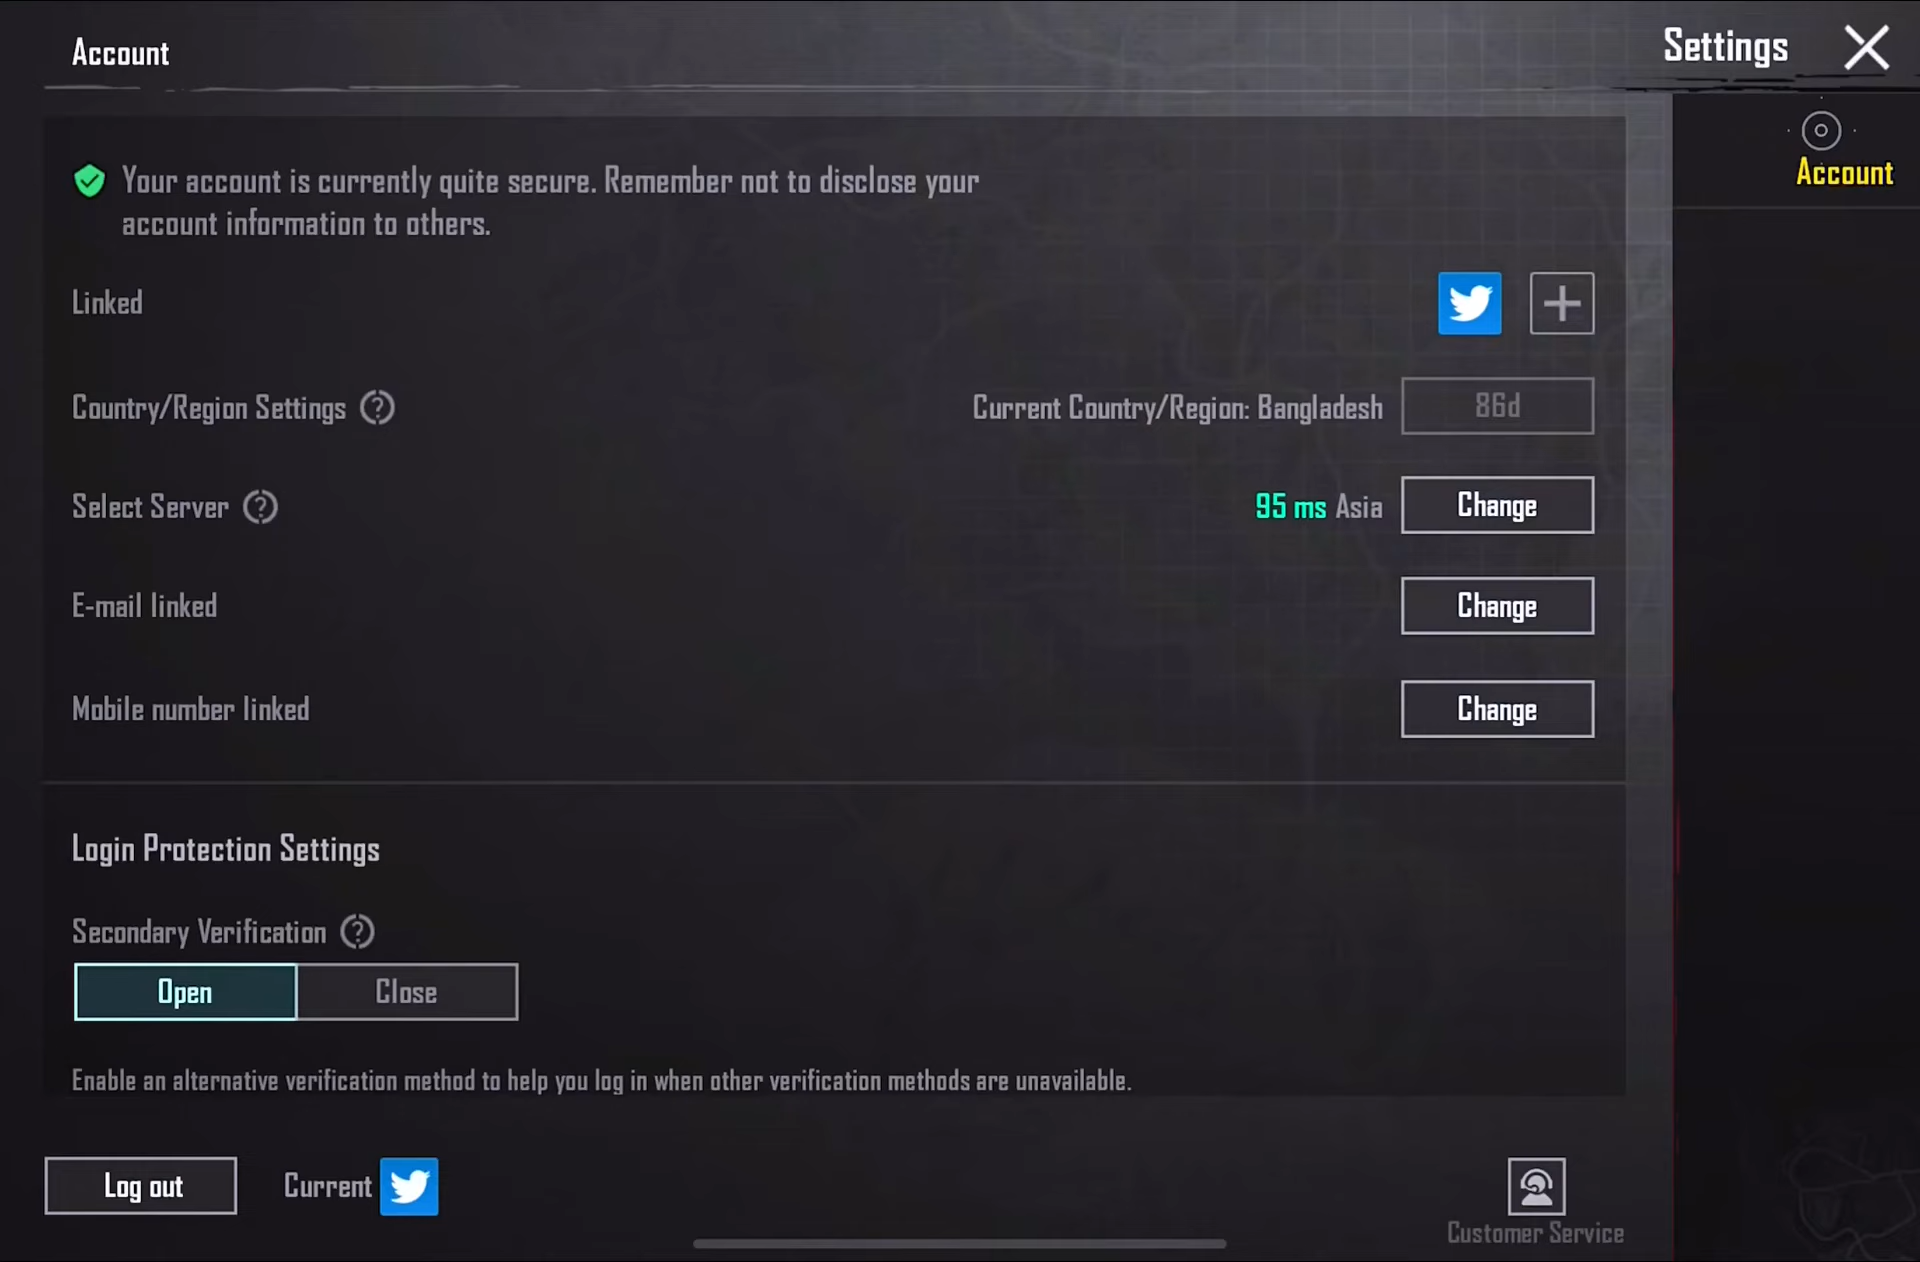 Account
Settings
Account
Your account is currently quite secure. Remember not to disclose your
account information to others.
Linked
Country/Region Settings
Current Country/Region: Bangladesh
86d
Select Server
95 ms Asia
Change
E-mail linked
Change
Mobile number linked
Change
Login Protection Settings
Secondary Verification
Open
Close
Enable an alternative verification method to help you log in when other verification methods are unavailable.
Log out
Current
Customer Service